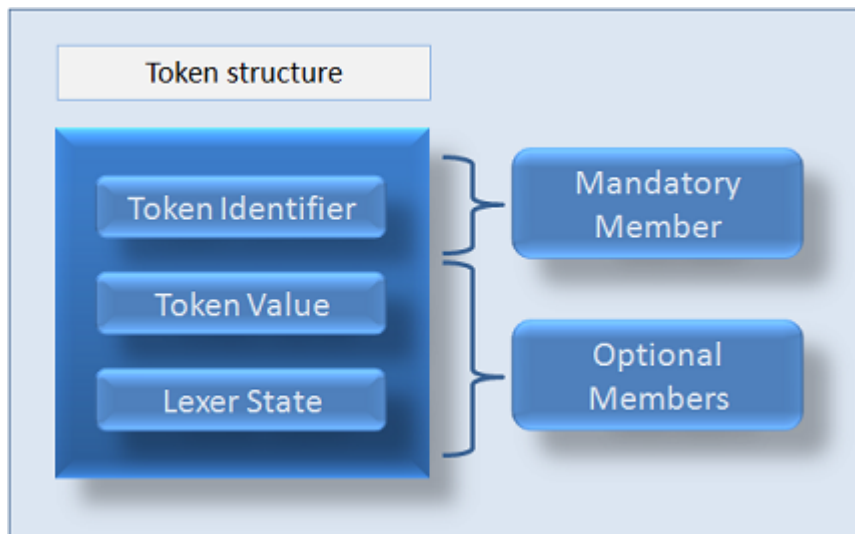 Token structure
Token Identifier
Mandatory
Member
Token Value
Lexer State
Optional
Members